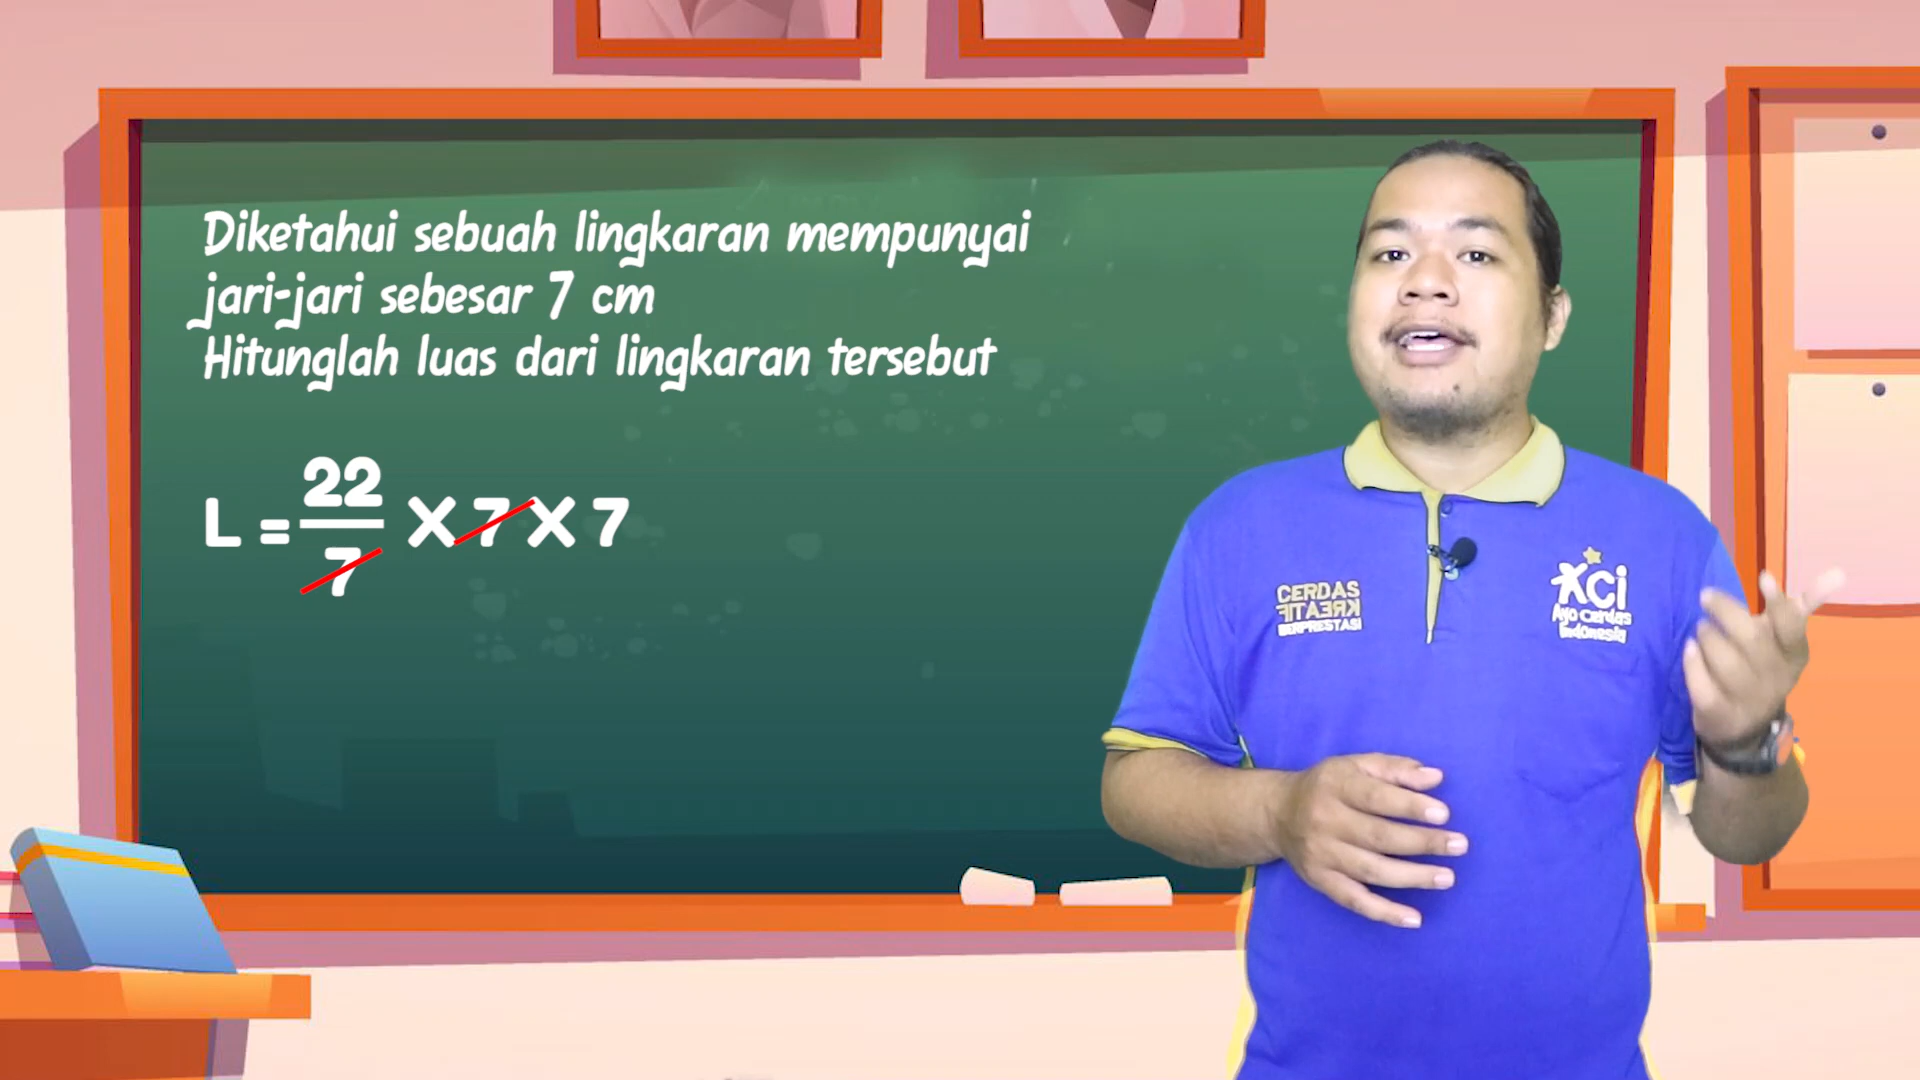 Diketahui sebuah lingkaran mempunyai
jari-jari sebesar 7 cm
Hitunglah luas dari lingkaran tersebut
L = 22/7 X 7 X 7
CERDAS
KREATIF
BERPRESTASI
ACI
Ayo Cerdas
Indonesia